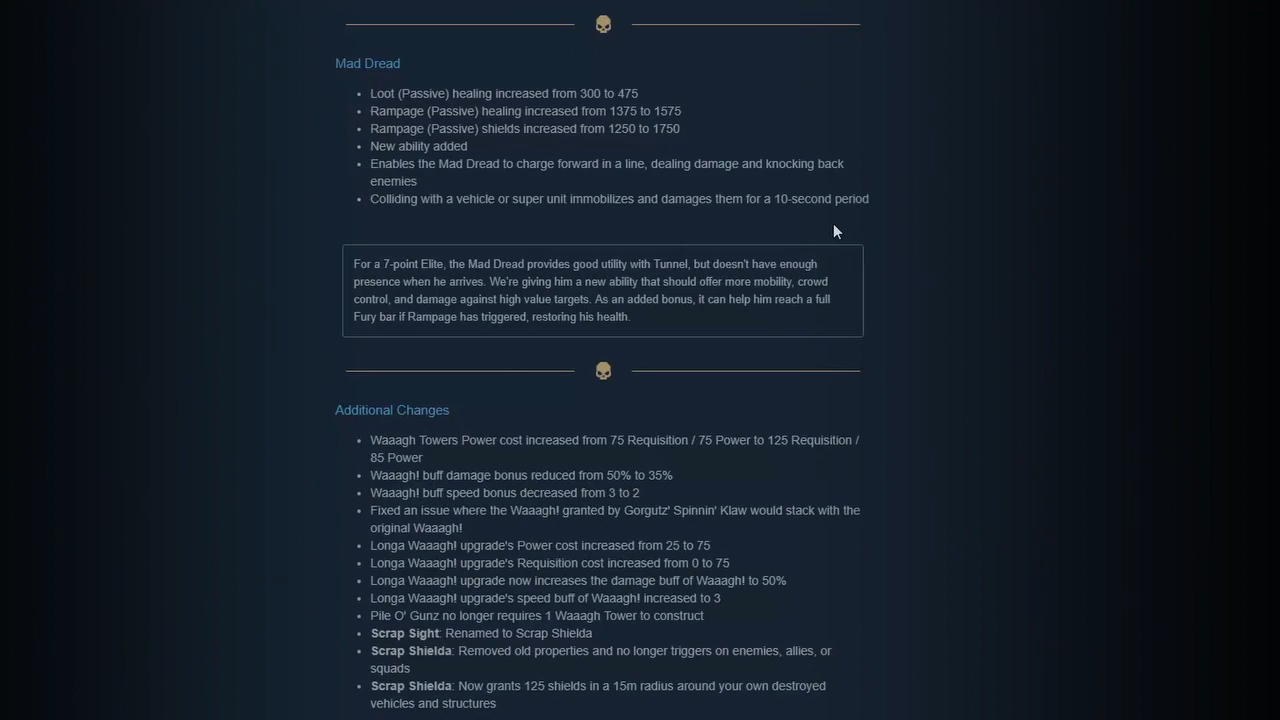 Mad Dread
• Loot (Passive) healing increased from 300 to 475
• Rampage (Passive) healing increased from 1375 to 1575
• Rampage (Passive) shields increased from 1250 to 1750
• New ability added
• Enables the Mad Dread to charge forward in a line, dealing damage and knocking back
enemies
• Colliding with a vehicle or super unit immobilizes and damages them for a 10-second period
For a 7-point Elite, the Mad Dread provides good utility with Tunnel, but doesn't have enough
presence when he arrives. We're giving him a new ability that should offer more mobility, crowd
control, and damage against high value targets. As an added bonus, it can help him reach a full
Fury bar if Rampage has triggered, restoring his health.
Additional Changes
• Waaagh Towers Power cost increased from 75 Requisition / 75 Power to 125 Requisition /
85 Power
• Waaagh! buff damage bonus reduced from 50% to 35%
• Waaagh! buff speed bonus decreased from 3 to 2
• Fixed an issue where the Waaagh! granted by Gorgutz' Spinnin' Klaw would stack with the
original Waaagh!
• Longa Waaagh! upgrade's Power cost increased from 25 to 75
• Longa Waaagh! upgrade's Requisition cost increased from 0 to 75
• Longa Waaagh! upgrade now increases the damage buff of Waaagh! to 50%
• Longa Waaagh! upgrade's speed buff of Waaagh! increased to 3
• Pile O' Gunz no longer requires 1 Waaagh Tower to construct
• Scrap Sight: Renamed to Scrap Shielda
• Scrap Shielda: Removed old properties and no longer triggers on enemies, allies, or
squads
• Scrap Shielda: Now grants 125 shields in a 15m radius around your own destroyed
vehicles and structures